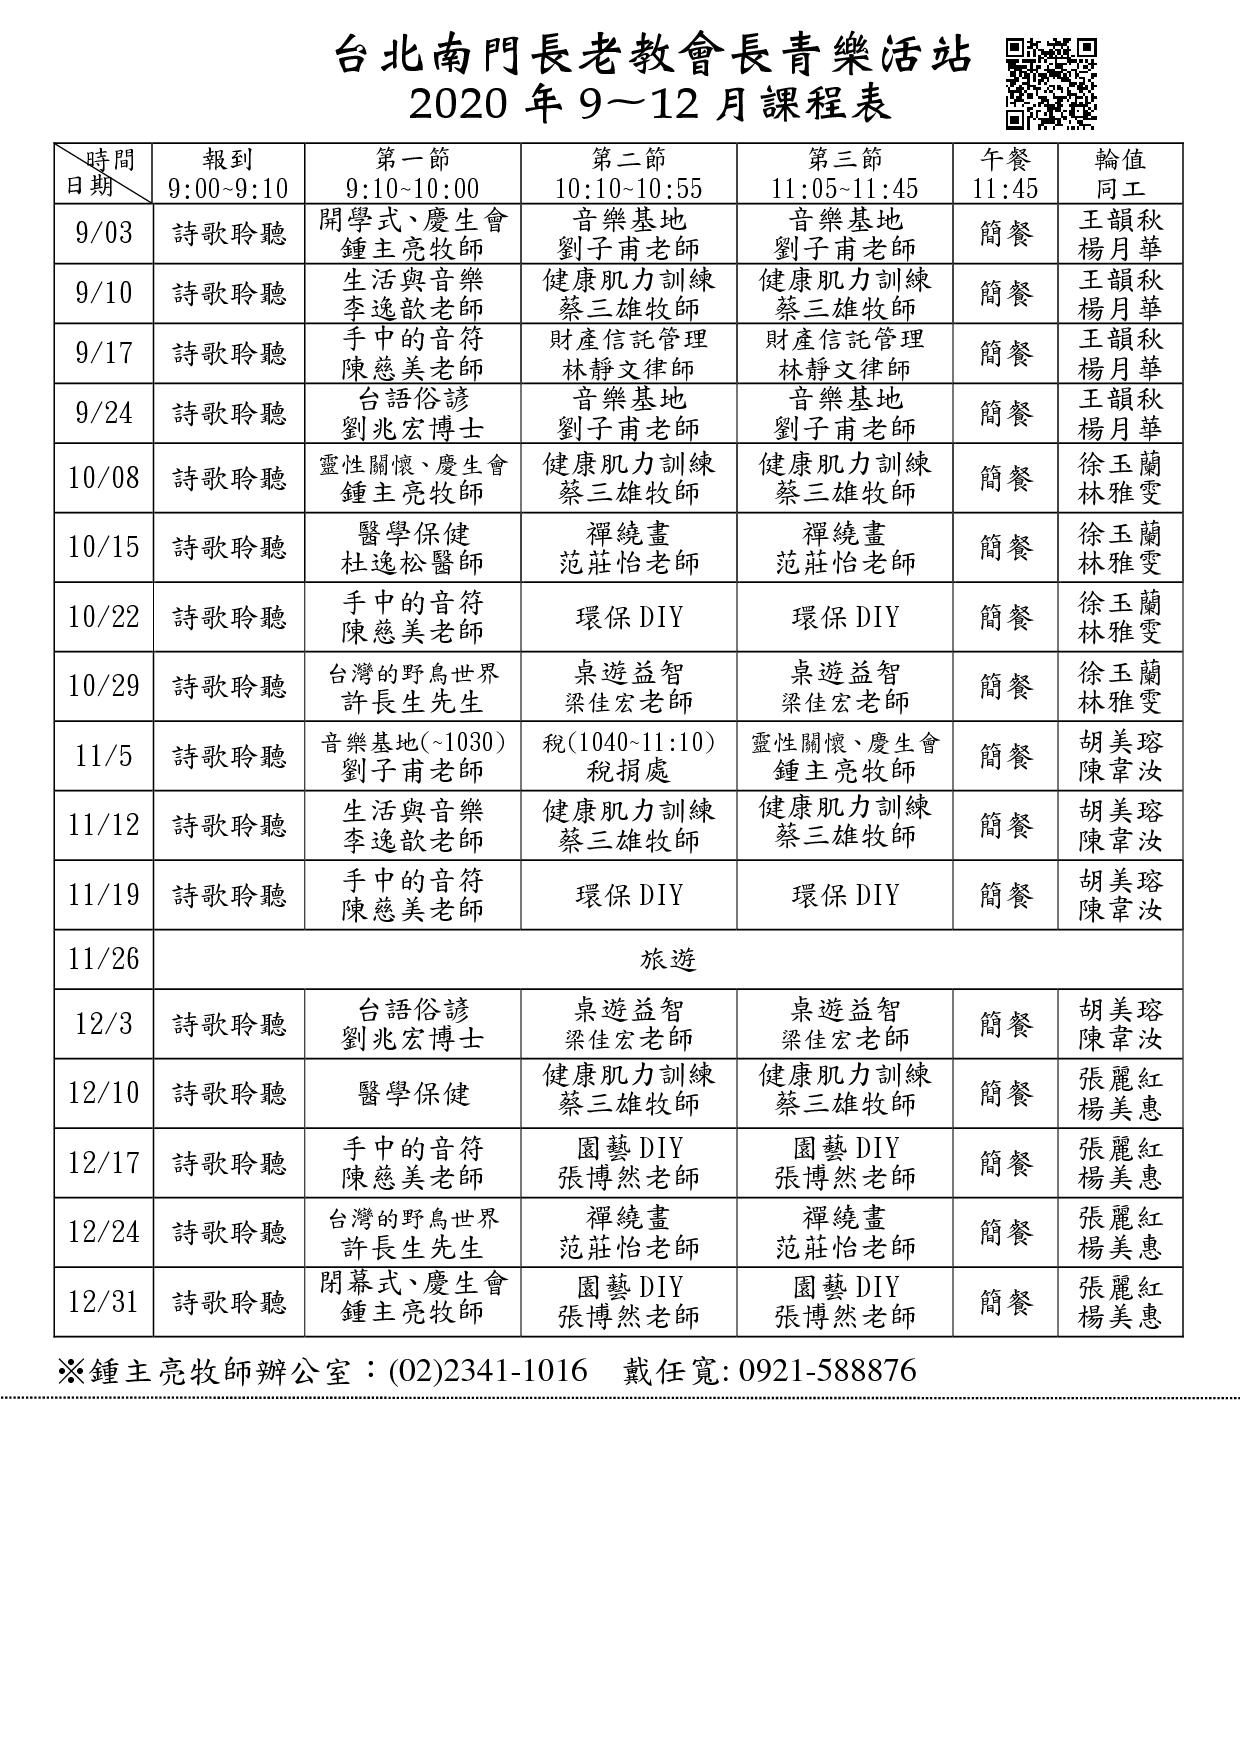 台北南門長老教會長青樂活站
2020 年 9～12 月課程表
時間 報到 第一節 第二節 第三節 午餐 輪值
日期 9:00~9:10 9:10~10:00 10:10~10:55 11:05~11:45 11:45 同工
9/03 詩歌聆聽 開學式、慶生會 音樂基地 音樂基地 簡餐 王韻秋
鍾主亮牧師 劉子甫老師 劉子甫老師 楊月華
9/10 詩歌聆聽 生活與音樂 健康肌力訓練 健康肌力訓練 簡餐 王韻秋
李逸歆老師 蔡三雄牧師 蔡三雄牧師 楊月華
9/17 詩歌聆聽 手中的音符 財產信託管理 財產信託管理 簡餐 王韻秋
陳慈美老師 林靜文律師 林靜文律師 楊月華
9/24 詩歌聆聽 台語俗諺 音樂基地 音樂基地 簡餐 王韻秋
劉兆宏博士 劉子甫老師 劉子甫老師 楊月華
10/08 詩歌聆聽 靈性關懷、慶生會 健康肌力訓練 健康肌力訓練 簡餐 徐玉蘭
鍾主亮牧師 蔡三雄牧師 蔡三雄牧師 林雅雯
10/15 詩歌聆聽 醫學保健 禪繞畫 禪繞畫 簡餐 徐玉蘭
杜逸松醫師 范莊怡老師 范莊怡老師 林雅雯
10/22 詩歌聆聽 手中的音符 環保 DIY 環保 DIY 簡餐 徐玉蘭
陳慈美老師 林雅雯
10/29 詩歌聆聽 台灣的野鳥世界 桌遊益智 桌遊益智 簡餐 徐玉蘭
許長生先生 梁佳宏老師 梁佳宏老師 林雅雯
11/5 詩歌聆聽 音樂基地(~1030) 稅(1040~11:10) 靈性關懷、慶生會 簡餐 胡美瑢
劉子甫老師 稅捐處 鍾主亮牧師 陳韋汝
11/12 詩歌聆聽 生活與音樂 健康肌力訓練 健康肌力訓練 簡餐 胡美瑢
李逸歆老師 蔡三雄牧師 蔡三雄牧師 陳韋汝
11/19 詩歌聆聽 手中的音符 環保 DIY 環保 DIY 簡餐 胡美瑢
陳慈美老師 陳韋汝
11/26 旅遊
12/3 詩歌聆聽 台語俗諺 桌遊益智 桌遊益智 簡餐 胡美瑢
劉兆宏博士 梁佳宏老師 梁佳宏老師 陳韋汝
12/10 詩歌聆聽 醫學保健 健康肌力訓練 健康肌力訓練 簡餐 張麗紅
蔡三雄牧師 蔡三雄牧師 楊美惠
12/17 詩歌聆聽 手中的音符 園藝 DIY 園藝 DIY 簡餐 張麗紅
陳慈美老師 張博然老師 張博然老師 楊美惠
12/24 詩歌聆聽 台灣的野鳥世界 禪繞畫 禪繞畫 簡餐 張麗紅
許長生先生 范莊怡老師 范莊怡老師 楊美惠
12/31 詩歌聆聽 閉幕式、慶生會 園藝 DIY 園藝 DIY 簡餐 張麗紅
鍾主亮牧師 張博然老師 張博然老師 楊美惠
※鍾主亮牧師辦公室：(02)2341-1016 戴任寬: 0921-588876